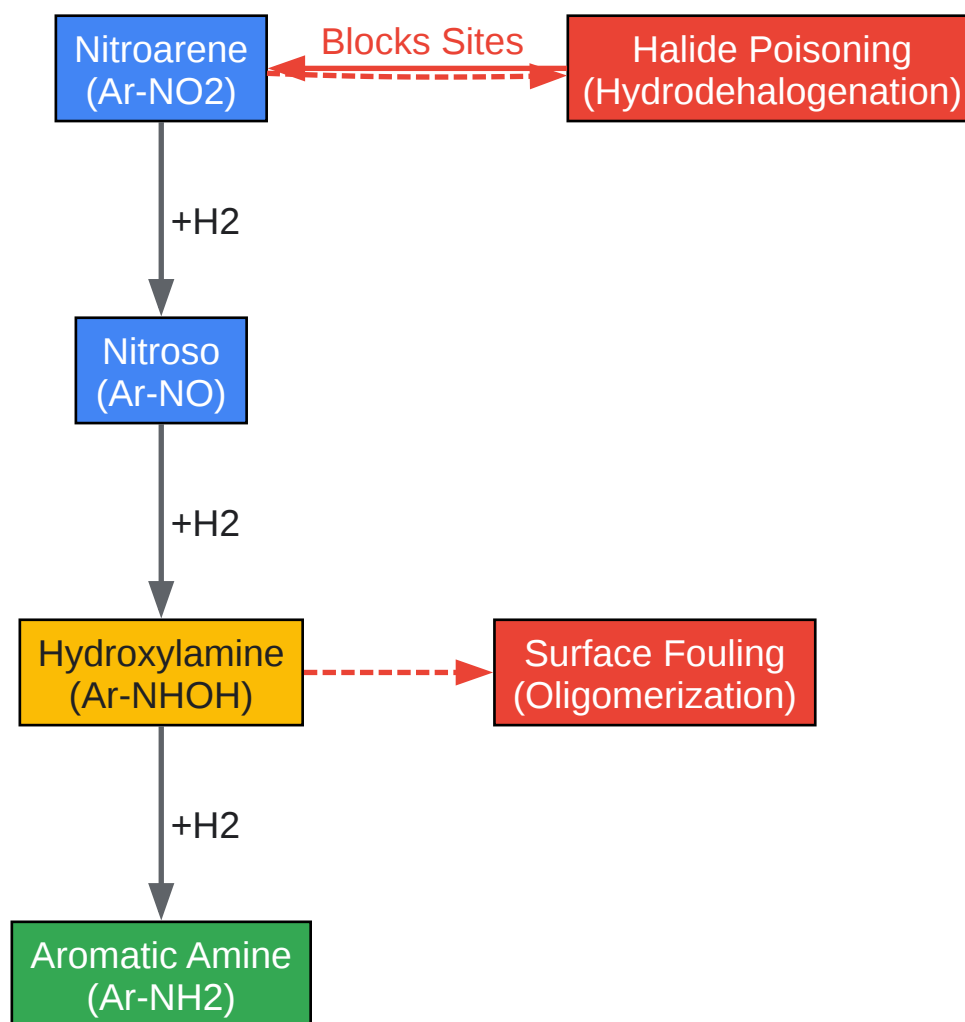 Nitroarene
(Ar-NO2)
Blocks Sites
Halide Poisoning
(Hydrodehalogenation)
+H2
Nitroso
(Ar-NO)
+H2
Hydroxylamine
(Ar-NHOH)
Surface Fouling
(Oligomerization)
+H2
Aromatic Amine
(Ar-NH2)